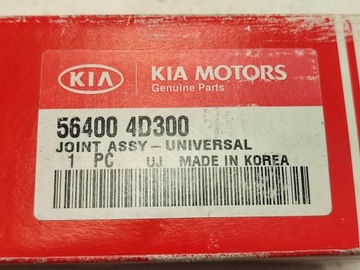 KIA
KIA MOTORS
Genuine Parts
56400 4D300
JOINT ASSY-UNIVERSAL
1 PC UJ MADE IN KOREA